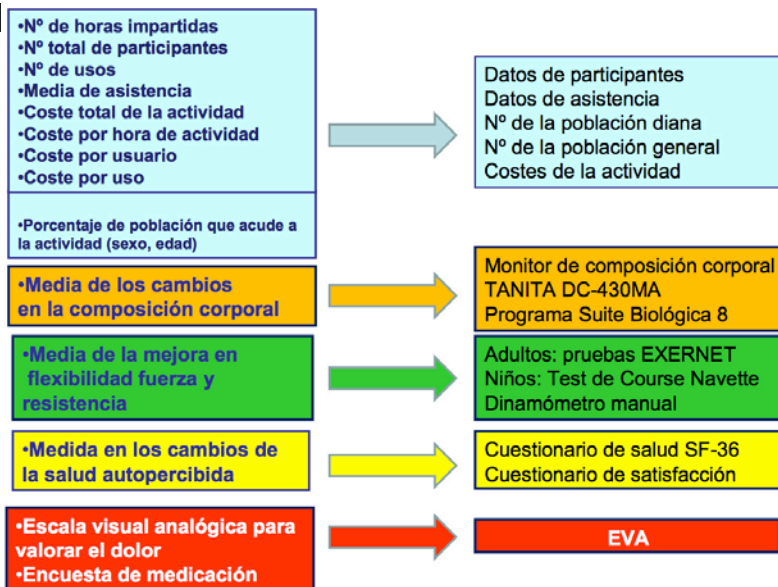 •Nº de horas impartidas
•Nº total de participantes
•Nº de usos
•Media de asistencia
•Coste total de la actividad
•Coste por hora de actividad
•Coste por usuario
•Coste por uso
•Porcentaje de población que acude a
la actividad (sexo, edad)
Datos de participantes
Datos de asistencia
Nº de la población diana
Nº de la población general
Costes de la actividad
•Media de los cambios
en la composición corporal
Monitor de composición corporal
TANITA DC-430MA
Programa Suite Biológica 8
•Media de la mejora en
flexibilidad fuerza y
resistencia
Adultos: pruebas EXERNET
Niños: Test de Course Navette
Dinamómetro manual
•Medida en los cambios de
la salud autopercibida
Cuestionario de salud SF-36
Cuestionario de satisfacción
•Escala visual analógica para
valorar el dolor
•Encuesta de medicación
EVA